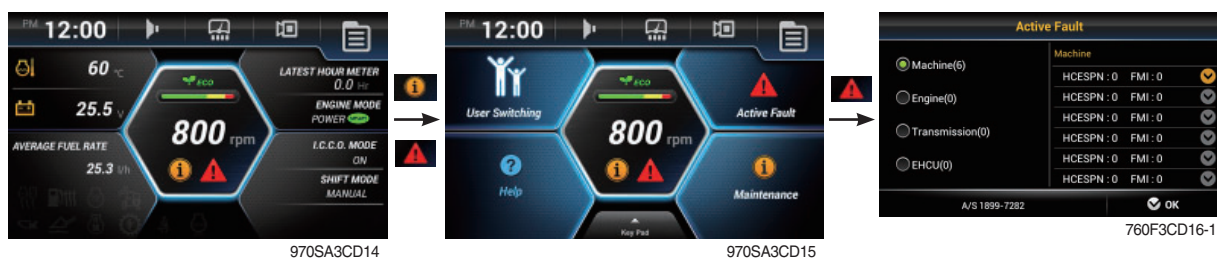 PM 12:00
60 ℃
25.5 V
AVERAGE FUEL RATE
25.3 l/h
ECO
800 rpm
LATEST HOUR METER
0.0 Hr
ENGINE MODE
POWER
I.C.C.O. MODE
ON
SHIFT MODE
MANUAL
970SA3CD14
PM 12:00
User Switching
Help
ECO
800 rpm
Active Fault
Maintenance
Key Pad
970SA3CD15
Active Fault
Machine(6)
Engine(0)
Transmission(0)
EHCU(0)
Machine
HCESPN : 0 FMI : 0
HCESPN : 0 FMI : 0
HCESPN : 0 FMI : 0
HCESPN : 0 FMI : 0
HCESPN : 0 FMI : 0
HCESPN : 0 FMI : 0
A/S 1899-7282
OK
760F3CD16-1